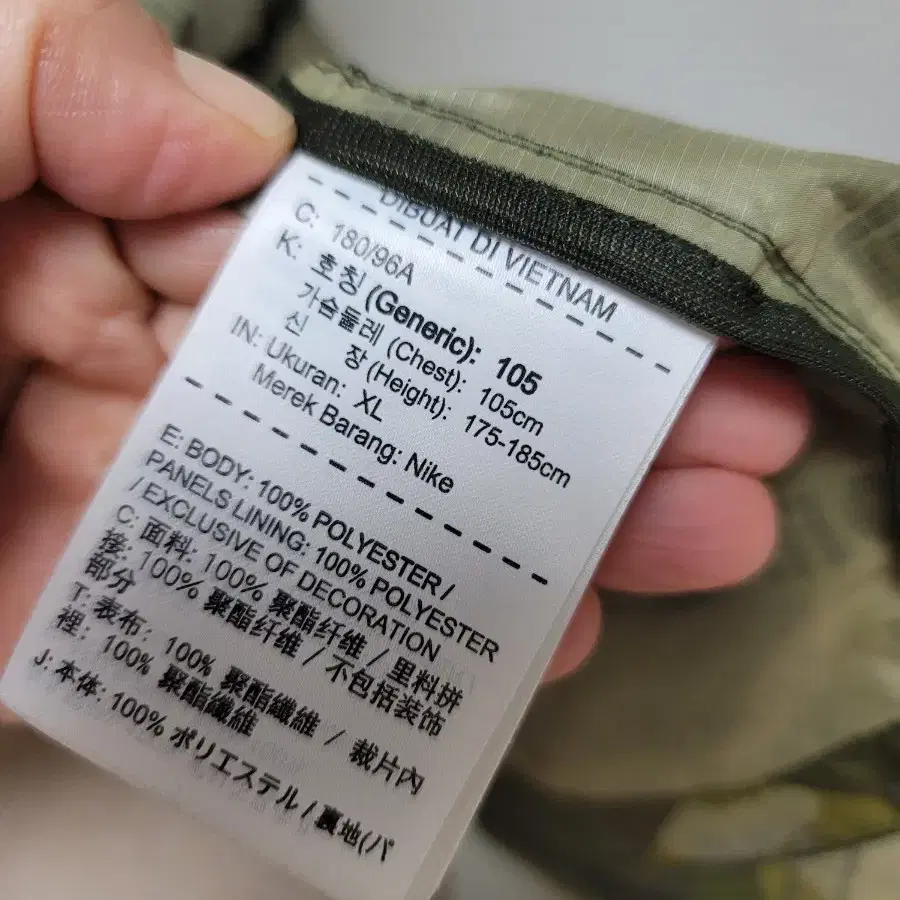 DIBUAT DI VIETNAM
C: 180/96A
K: 호칭 (Generic): 105
가슴둘레 (Chest): 105cm
신 장 (Height): 175-185cm
IN: Ukuran: XL
Merek Barang: Nike
E: BODY: 100% POLYESTER /
PANELS LINING: 100% POLYESTER
/ EXCLUSIVE OF DECORATION
C: 面料: 100% 聚酯纤维 / 里料拼
接: 100% 聚酯纤维 / 不包括装饰
部分
T: 表布: 100% 聚酯纖維 / 裁片內
裡: 100% 聚酯纖維
J: 本体: 100% ポリエステル / 裏地(パ